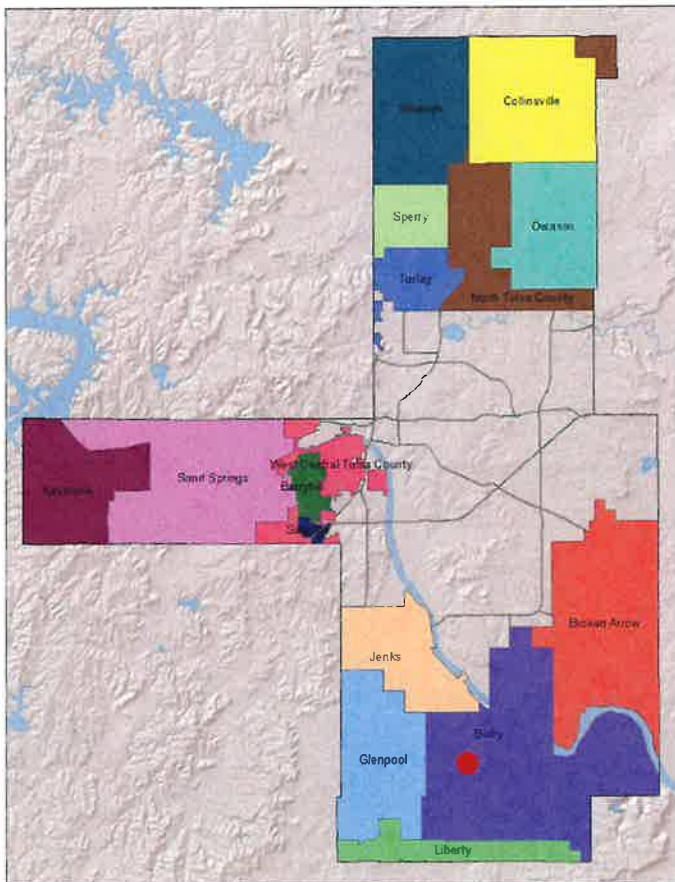 Collinsville
Sperry
Owasso
Turley
North Tulsa County
West Central Tulsa County
Sand Springs
Berryhill
Keystone
Broken Arrow
Jenks
Bixby
Glenpool
Liberty